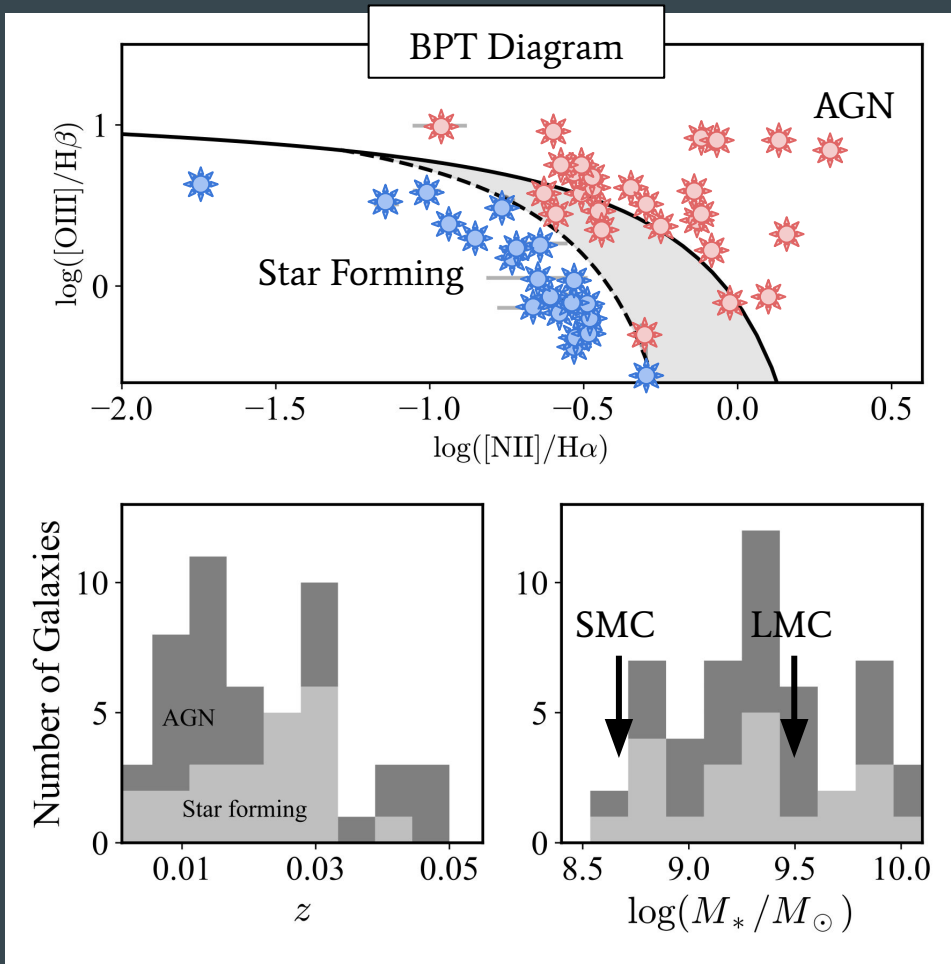 BPT Diagram
AGN
Star Forming
log([OIII]/Hβ)
1
0
−2.0 −1.5 −1.0 −0.5 0.0 0.5
log([NII]/Hα)
Number of Galaxies
10
5
0
AGN
Star forming
0.01 0.03 0.05
z
10
5
0
SMC LMC
8.5 9.0 9.5 10.0
log(M∗/M⊙)